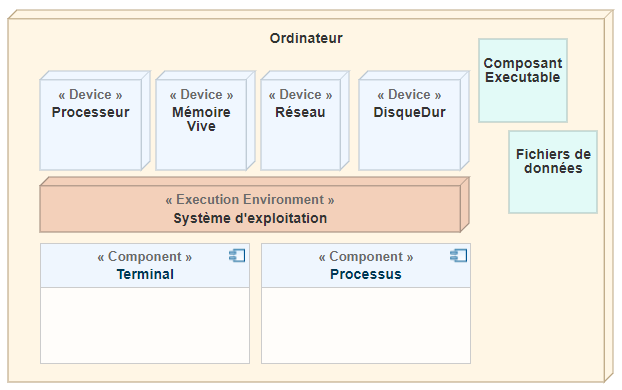 Ordinateur
Composant
Executable
« Device »
Processeur
« Device »
Mémoire
Vive
« Device »
Réseau
« Device »
DisqueDur
Fichiers de
données
« Execution Environment »
Système d'exploitation
« Component »
Terminal
« Component »
Processus